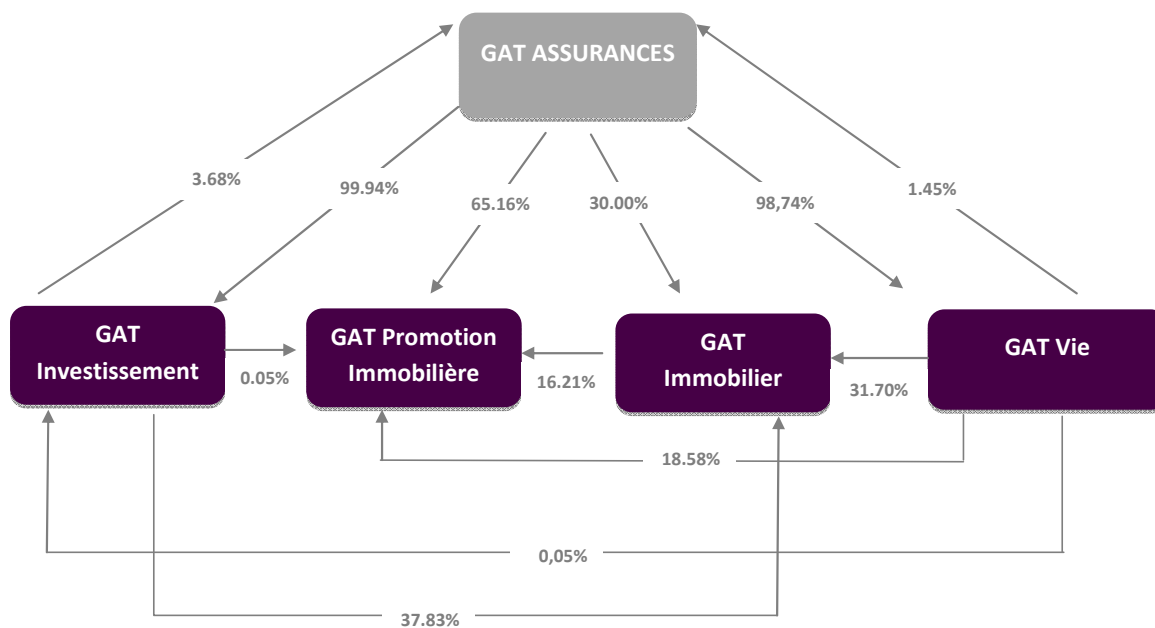 GAT ASSURANCES
3.68%
99.94%
65.16%
30.00%
98,74%
1.45%
GAT
Investissement
0.05%
GAT Promotion
Immobilière
16.21%
GAT
Immobilier
31.70%
GAT Vie
18.58%
0,05%
37.83%